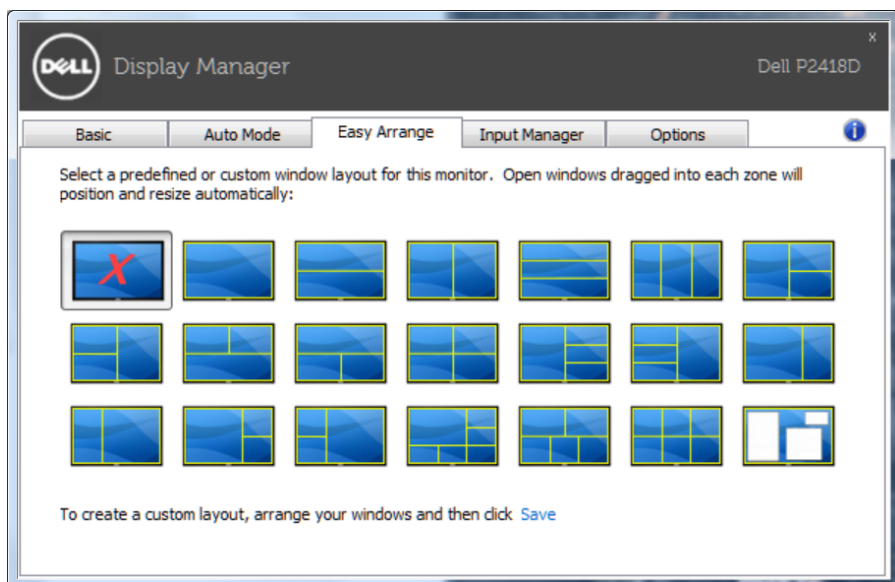 DELL
Display Manager
x
Dell P2418D
Basic
Auto Mode
Easy Arrange
Input Manager
Options
i
Select a predefined or custom window layout for this monitor. Open windows dragged into each zone will
position and resize automatically:
X
To create a custom layout, arrange your windows and then click Save